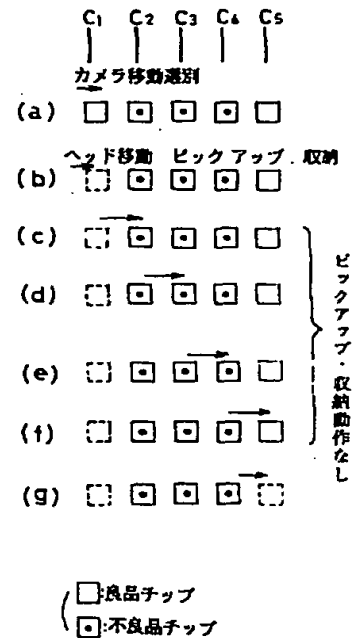 C1 C2 C3 C4 C5
カメラ移動選別
(a)
ヘッド移動 ピックアップ．収納
(b)
(c)
(d)
(e)
(f)
(g)
ピックアップ・収納動作なし
□:良品チップ
⊡:不良品チップ